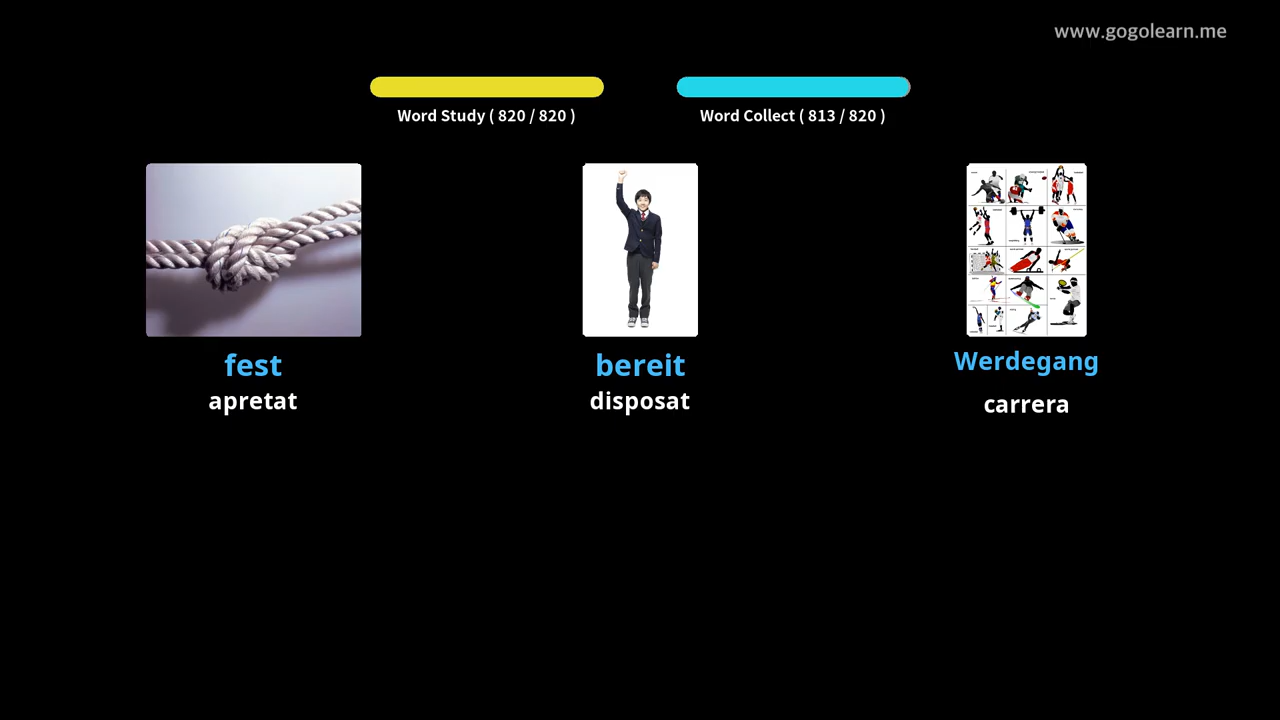 www.gogolearn.me
Word Study ( 820 / 820 )
Word Collect ( 813 / 820 )
fest
bereit
Werdegang
apretat
disposat
carrera